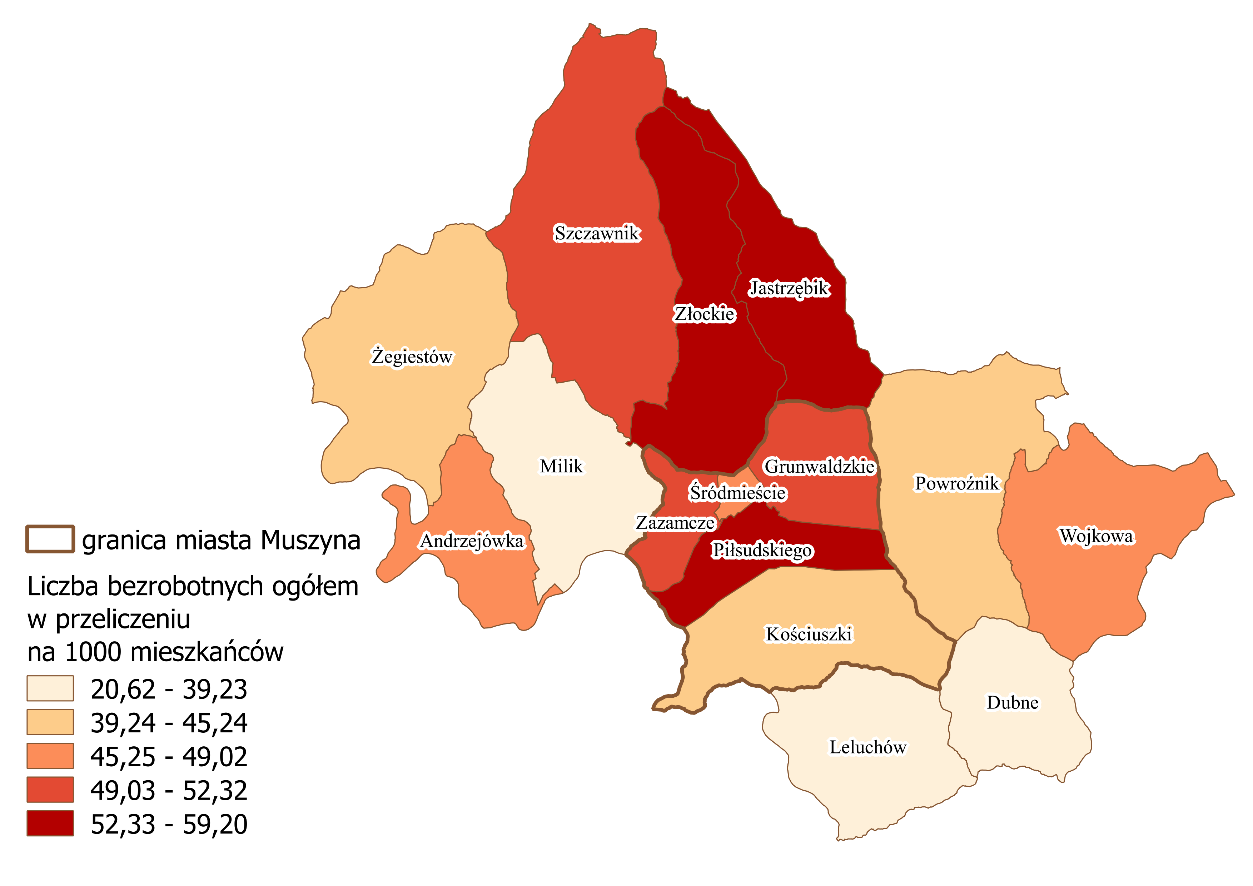 Szczawnik
Jastrzębik
Złockie
Żegiestów
Milik
Grunwaldzkie
Powroźnik
Śródmieście
Zazamcze
Wojkowa
Andrzejówka
Piłsudskiego
Kościuszki
Dubne
Leluchów
granica miasta Muszyna
Liczba bezrobotnych ogółem
w przeliczeniu
na 1000 mieszkańców
20,62 - 39,23
39,24 - 45,24
45,25 - 49,02
49,03 - 52,32
52,33 - 59,20